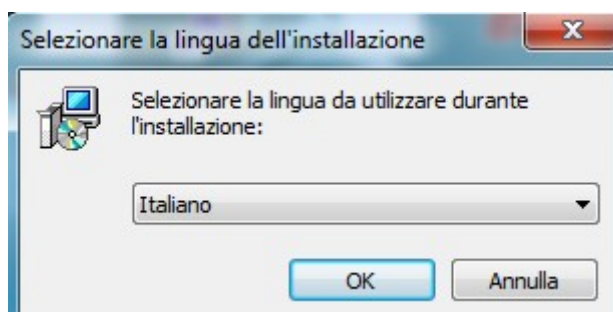 Selezionare la lingua dell'installazione
Selezionare la lingua da utilizzare durante
l'installazione:
Italiano
OK
Annulla